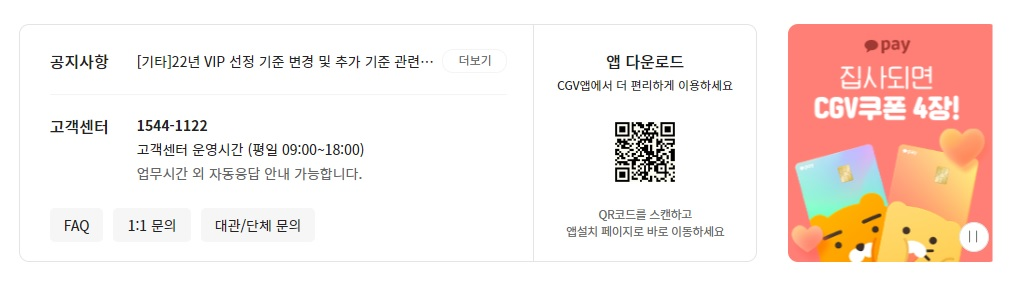 공지사항
[기타]22년 VIP 선정 기준 변경 및 추가 기준 관련…
더보기
고객센터
1544-1122
고객센터 운영시간 (평일 09:00~18:00)
업무시간 외 자동응답 안내 가능합니다.
FAQ
1:1 문의
대관/단체 문의
앱 다운로드
CGV앱에서 더 편리하게 이용하세요
QR코드를 스캔하고
앱설치 페이지로 바로 이동하세요
pay
집사되면
CGV쿠폰 4장!